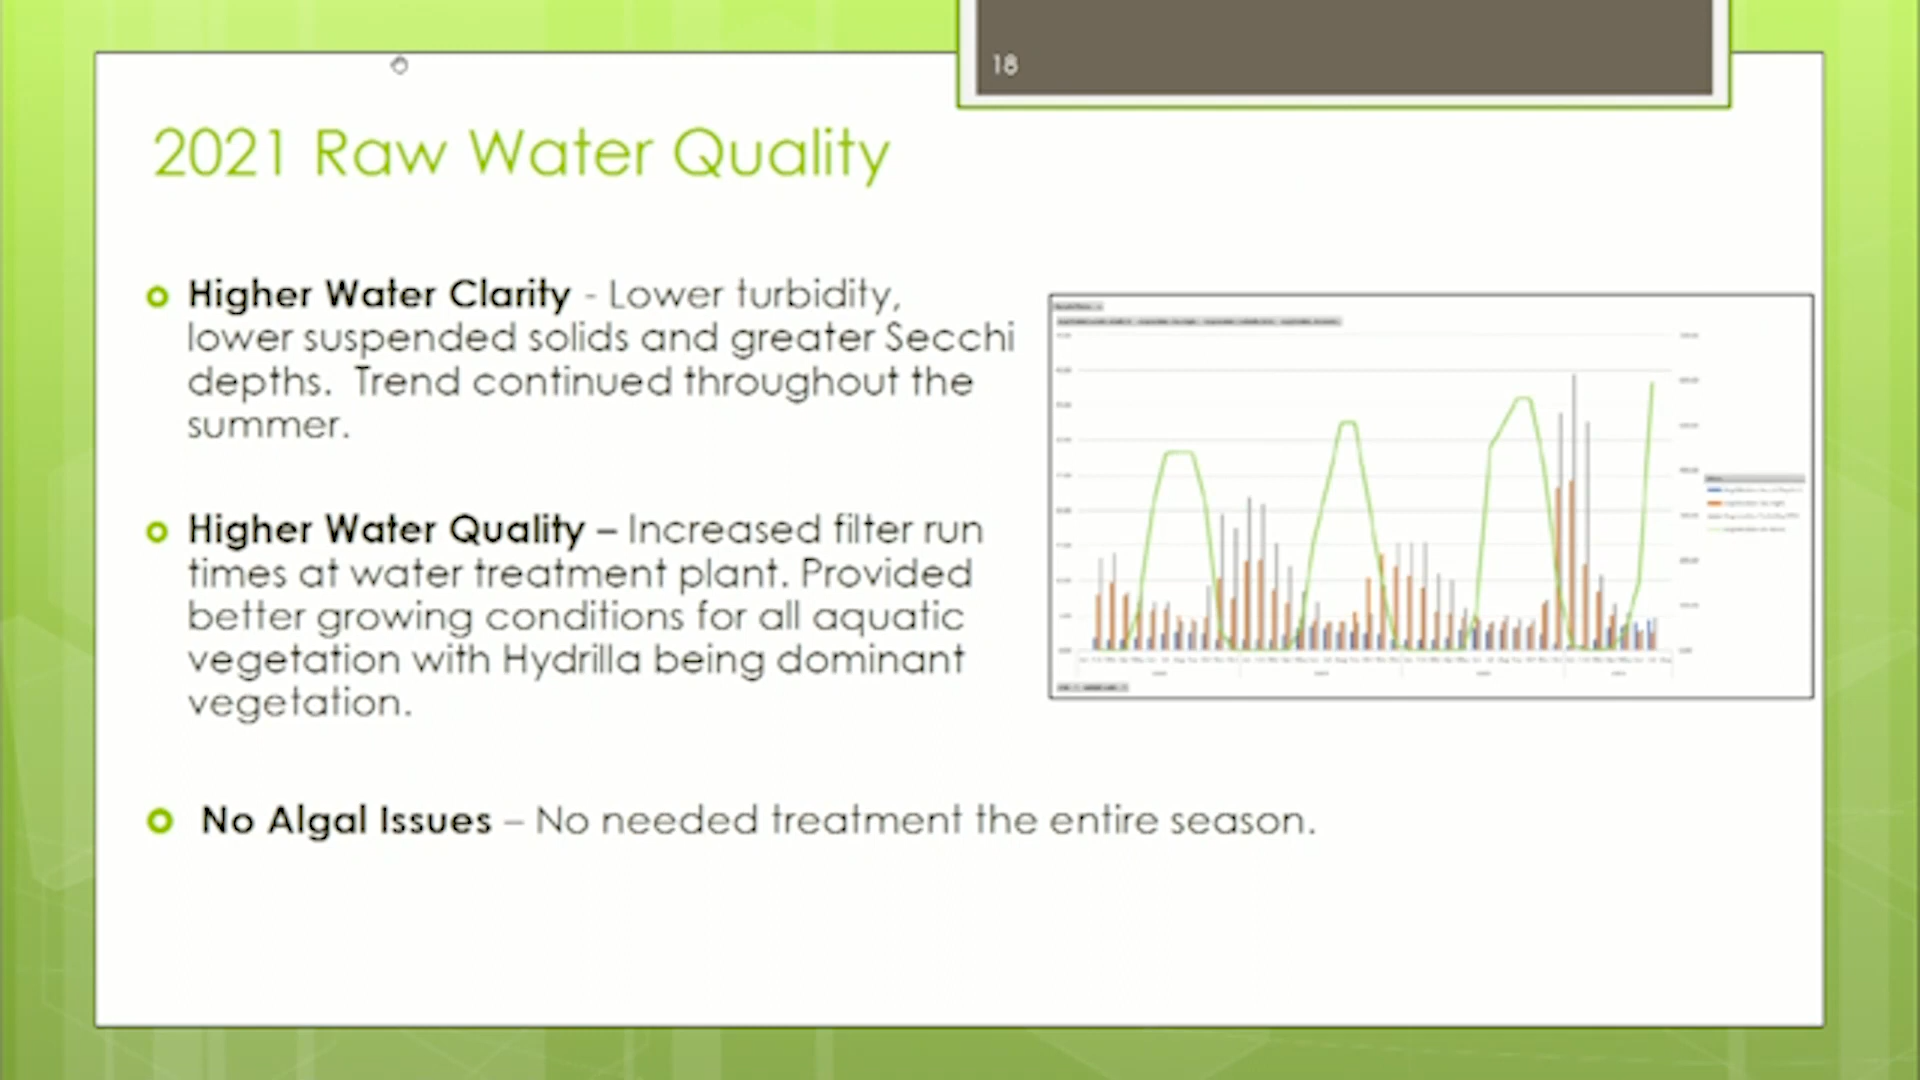 18
2021 Raw Water Quality
Higher Water Clarity - Lower turbidity,
lower suspended solids and greater Secchi
depths. Trend continued throughout the
summer.
Higher Water Quality – Increased filter run
times at water treatment plant. Provided
better growing conditions for all aquatic
vegetation with Hydrilla being dominant
vegetation.
No Algal Issues – No needed treatment the entire season.